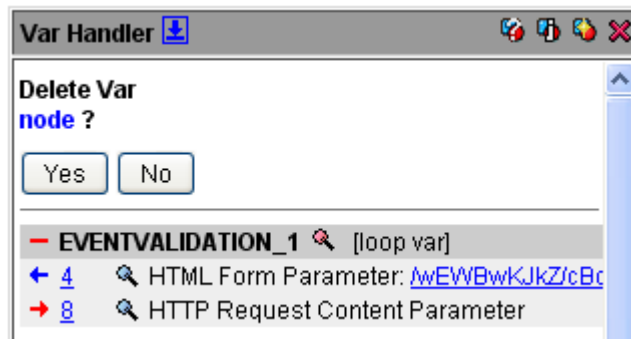 Var Handler
Delete Var
node ?
Yes No
EVENTVALIDATION_1 [loop var]
4 HTML Form Parameter: /wEWBwKJkZ/cBc
8 HTTP Request Content Parameter